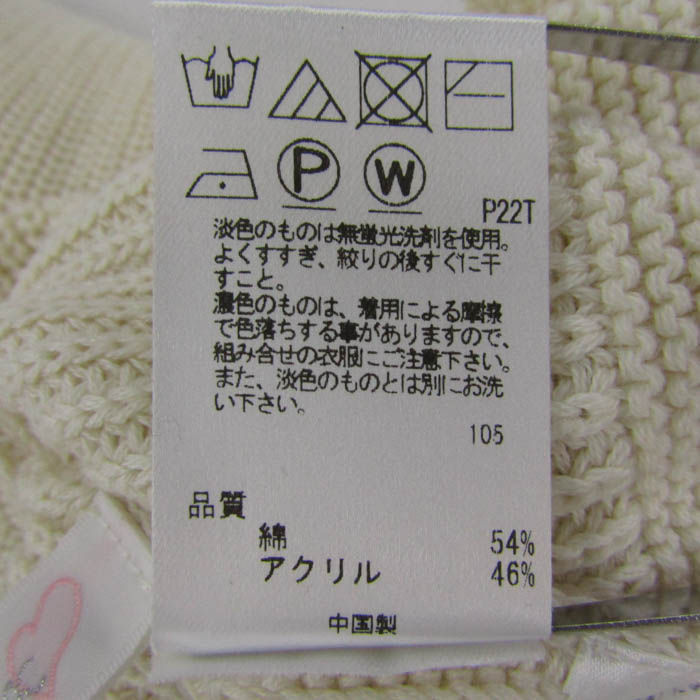 P W
P22T
淡色のものは無蛍光洗剤を使用。
よくすすぎ、絞りの後すぐに干
すこと。
濃色のものは、着用による摩擦
で色落ちする事がありますので、
組み合せの衣服にご注意下さい。
また、淡色のものとは別にお洗
い下さい。
105
品質
綿 54%
アクリル 46%
中国製